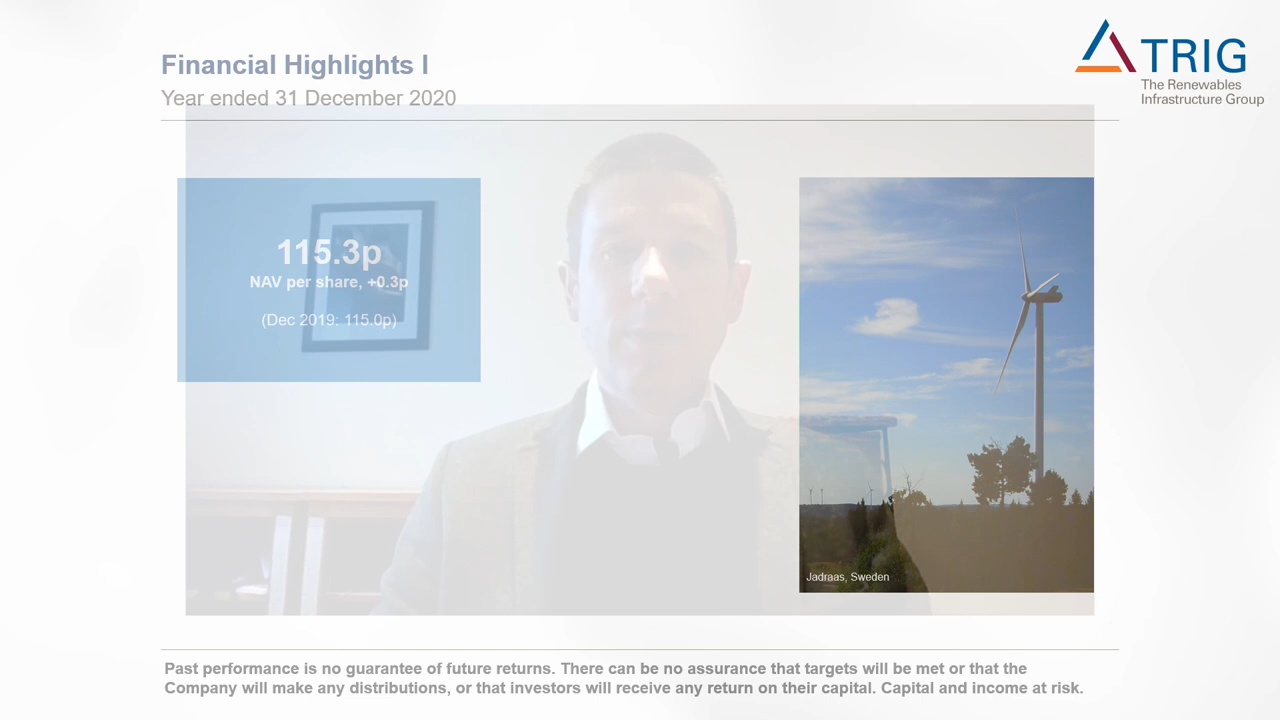 Financial Highlights I
Year ended 31 December 2020
TRIG
The Renewables
Infrastructure Group
115.3p
NAV per share, +0.3p
(Dec 2019: 115.0p)
Jadraas, Sweden
Past performance is no guarantee of future returns. There can be no assurance that targets will be met or that the
Company will make any distributions, or that investors will receive any return on their capital. Capital and income at risk.